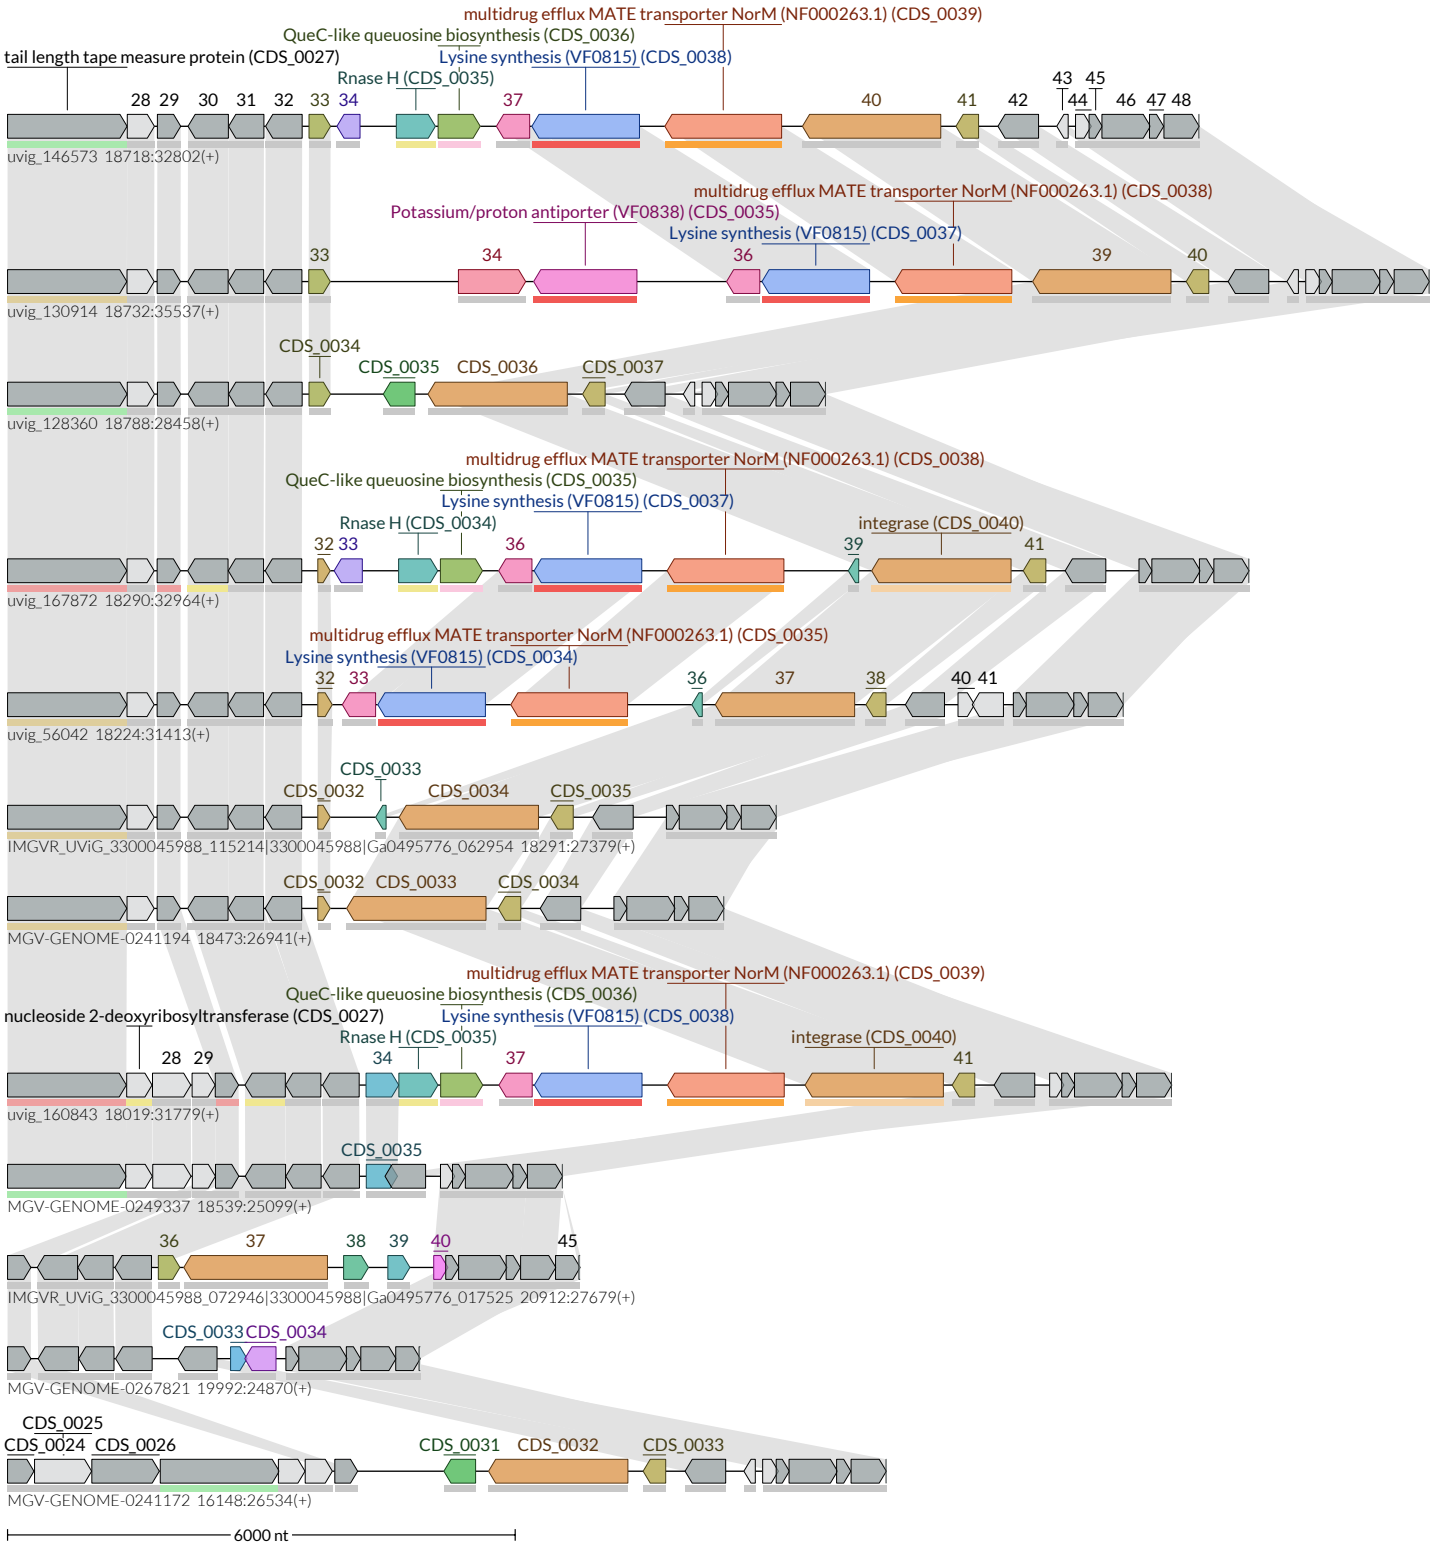 multidrug efflux MATE transporter NorM (NF000263.1) (CDS_0039)
QueC-like queuosine biosynthesis (CDS_0036)
tail length tape measure protein (CDS_0027) Lysine synthesis (VF0815) (CDS_0038)
Rnase H (CDS_0035) 43 45
28 29 30 31 32 33 34 37 40 41 42 44 46 47 48
uvig_146573 18718:32802(+)
multidrug efflux MATE transporter NorM (NF000263.1) (CDS_0038)
Potassium/proton antiporter (VF0838) (CDS_0035)
Lysine synthesis (VF0815) (CDS_0037)
33 34 36 39 40
uvig_130914 18732:35537(+)
CDS_0034
CDS_0035 CDS_0036 CDS_0037
uvig_128360 18788:28458(+)
multidrug efflux MATE transporter NorM (NF000263.1) (CDS_0038)
QueC-like queuosine biosynthesis (CDS_0035)
Lysine synthesis (VF0815) (CDS_0037)
Rnase H (CDS_0034) integrase (CDS_0040)
32 33 36 39 41
uvig_167872 18290:32964(+)
multidrug efflux MATE transporter NorM (NF000263.1) (CDS_0035)
Lysine synthesis (VF0815) (CDS_0034)
32 33 36 37 38 40 41
uvig_56042 18224:31413(+)
CDS_0033
CDS_0032 CDS_0034 CDS_0035
IMGVR_UViG_3300045988_115214|3300045988|Ga0495776_062954 18291:27379(+)
CDS_0032 CDS_0033 CDS_0034
MGV-GENOME-0241194 18473:26941(+)
multidrug efflux MATE transporter NorM (NF000263.1) (CDS_0039)
QueC-like queuosine biosynthesis (CDS_0036)
nucleoside 2-deoxyribosyltransferase (CDS_0027) Lysine synthesis (VF0815) (CDS_0038)
Rnase H (CDS_0035) integrase (CDS_0040)
28 29 34 37 41
uvig_160843 18019:31779(+)
CDS_0035
MGV-GENOME-0249337 18539:25099(+)
36 37 38 39 40 45
IMGVR_UViG_3300045988_072946|3300045988|Ga0495776_017525 20912:27679(+)
CDS_0033 CDS_0034
MGV-GENOME-0267821 19992:24870(+)
CDS_0025
CDS_0024 CDS_0026 CDS_0031 CDS_0032 CDS_0033
MGV-GENOME-0241172 16148:26534(+)
6000 nt